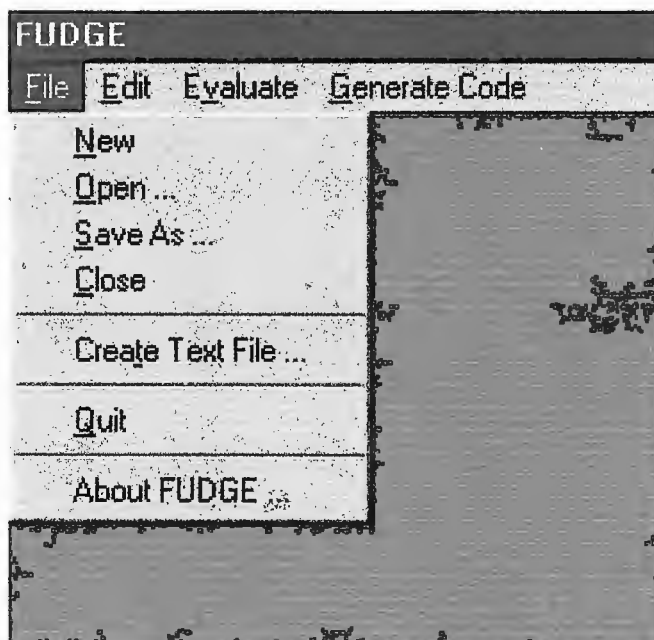 FUDGE
File Edit Evaluate Generate Code
New
Open ...
Save As ...
Close
Create Text File ...
Quit
About FUDGE